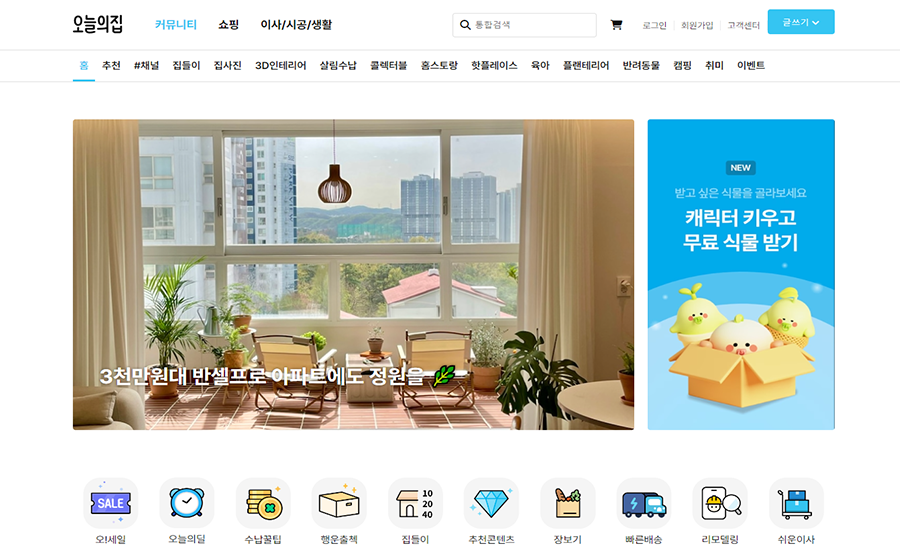 오늘의집 커뮤니티 쇼핑 이사/시공/생활 통합검색 로그인 회원가입 고객센터 글쓰기
홈 추천 #채널 집들이 집사진 3D인테리어 살림수납 콜렉터블 홈스토랑 핫플레이스 육아 플랜테리어 반려동물 캠핑 취미 이벤트
3천만원대 반셀프로 아파트에도 정원을
NEW
받고 싶은 식물을 골라보세요
캐릭터 키우고
무료 식물 받기
SALE
10
20
40
오!세일 오늘의딜 수납꿀팁 행운출첵 집들이 추천콘텐츠 장보기 빠른배송 리모델링 쉬운이사